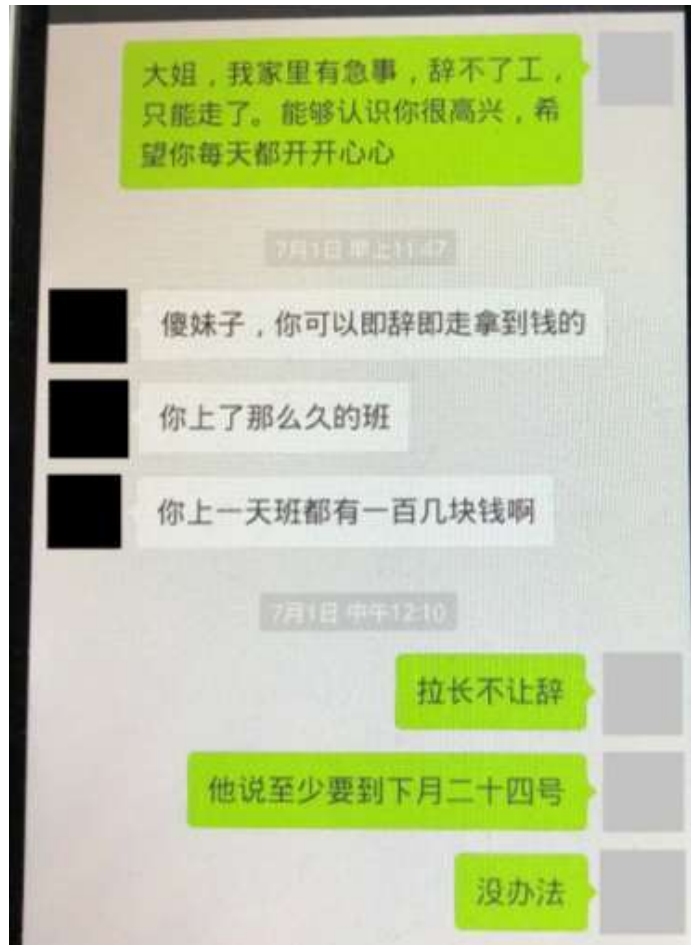 大姐，我家里有急事，辞不了工，
只能走了。能够认识你很高兴，希
望你每天都开开心心
7月1日 早上11:47
傻妹子，你可以即辞即走拿到钱的
你上了那么久的班
你上一天班都有一百几块钱啊
7月1日 中午12:10
拉长不让辞
他说至少要到下月二十四号
没办法